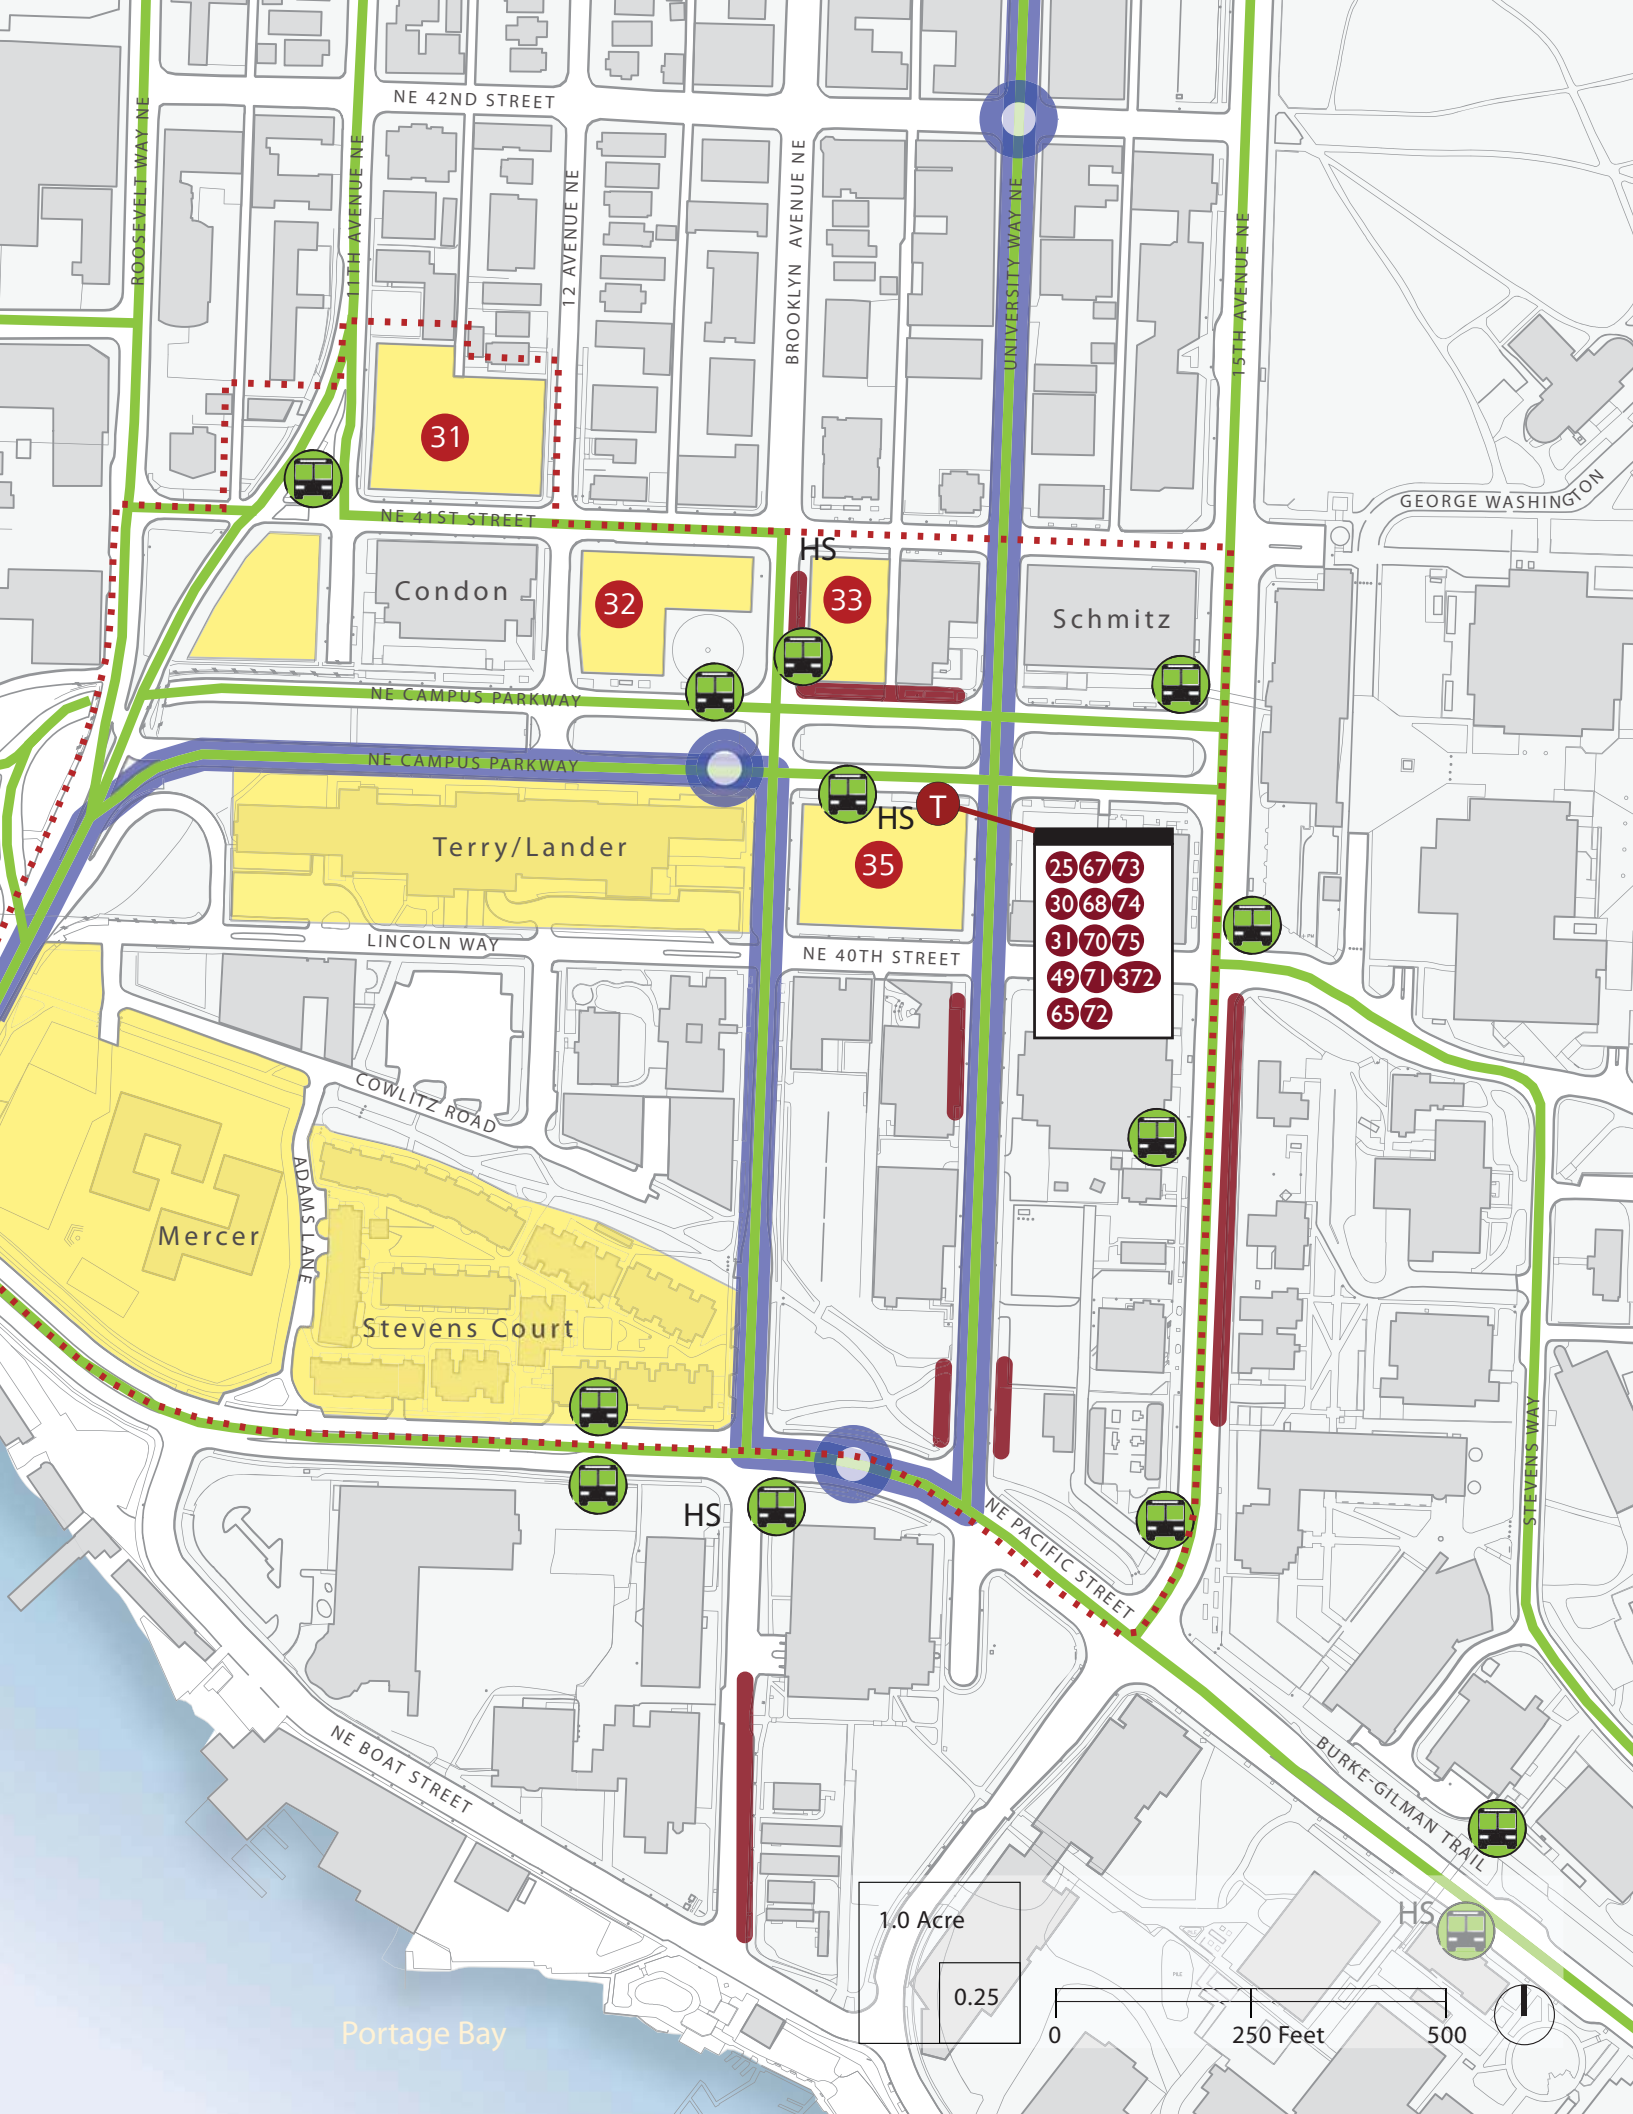 NE 42ND STREET
ROOSEVELT WAY NE
11TH AVENUE NE
12 AVENUE NE
BROOKLYN AVENUE NE
UNIVERSITY WAY NE
15TH AVENUE NE
31
GEORGE WASHINGTON
NE 41ST STREET
HS
Condon
32
33
Schmitz
NE CAMPUS PARKWAY
NE CAMPUS PARKWAY
HS
T
Terry/Lander
35
25 67 73
30 68 74
31 70 75
49 71 372
65 72
LINCOLN WAY
NE 40TH STREET
COWLITZ ROAD
ADAMS LANE
Mercer
Stevens Court
STEVENS WAY
HS
NE PACIFIC STREET
NE BOAT STREET
BURKE-GILMAN TRAIL
HS
1.0 Acre
0.25
0
250 Feet
500
Portage Bay